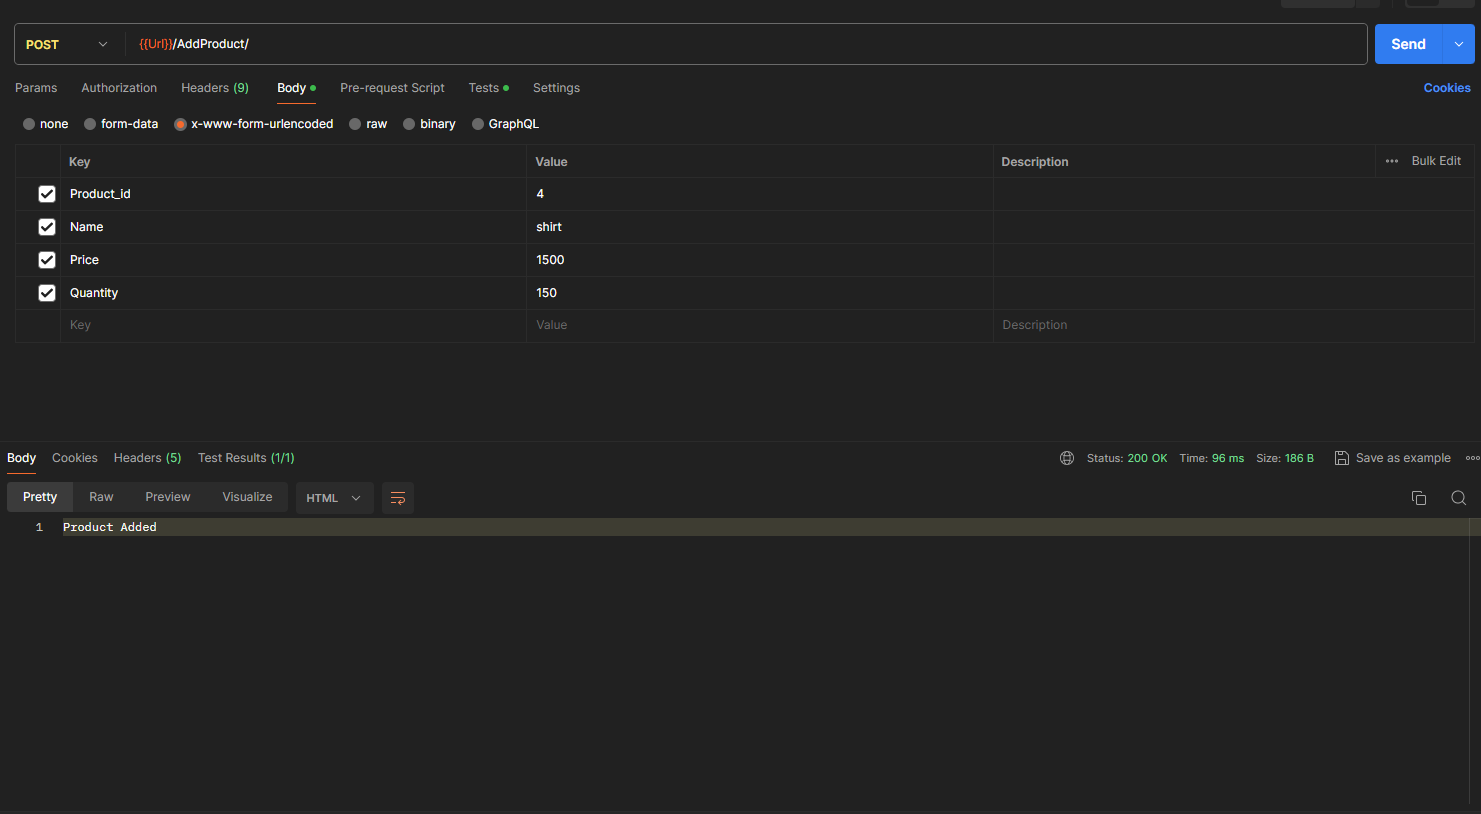 POST {{Url}}/AddProduct/ Send
Params Authorization Headers (9) Body Pre-request Script Tests Settings Cookies
none form-data x-www-form-urlencoded raw binary GraphQL
Key Value Description Bulk Edit
Product_id 4
Name shirt
Price 1500
Quantity 150
Key Value Description
Body Cookies Headers (5) Test Results (1/1) Status: 200 OK Time: 96 ms Size: 186 B Save as example
Pretty Raw Preview Visualize HTML
1 Product Added